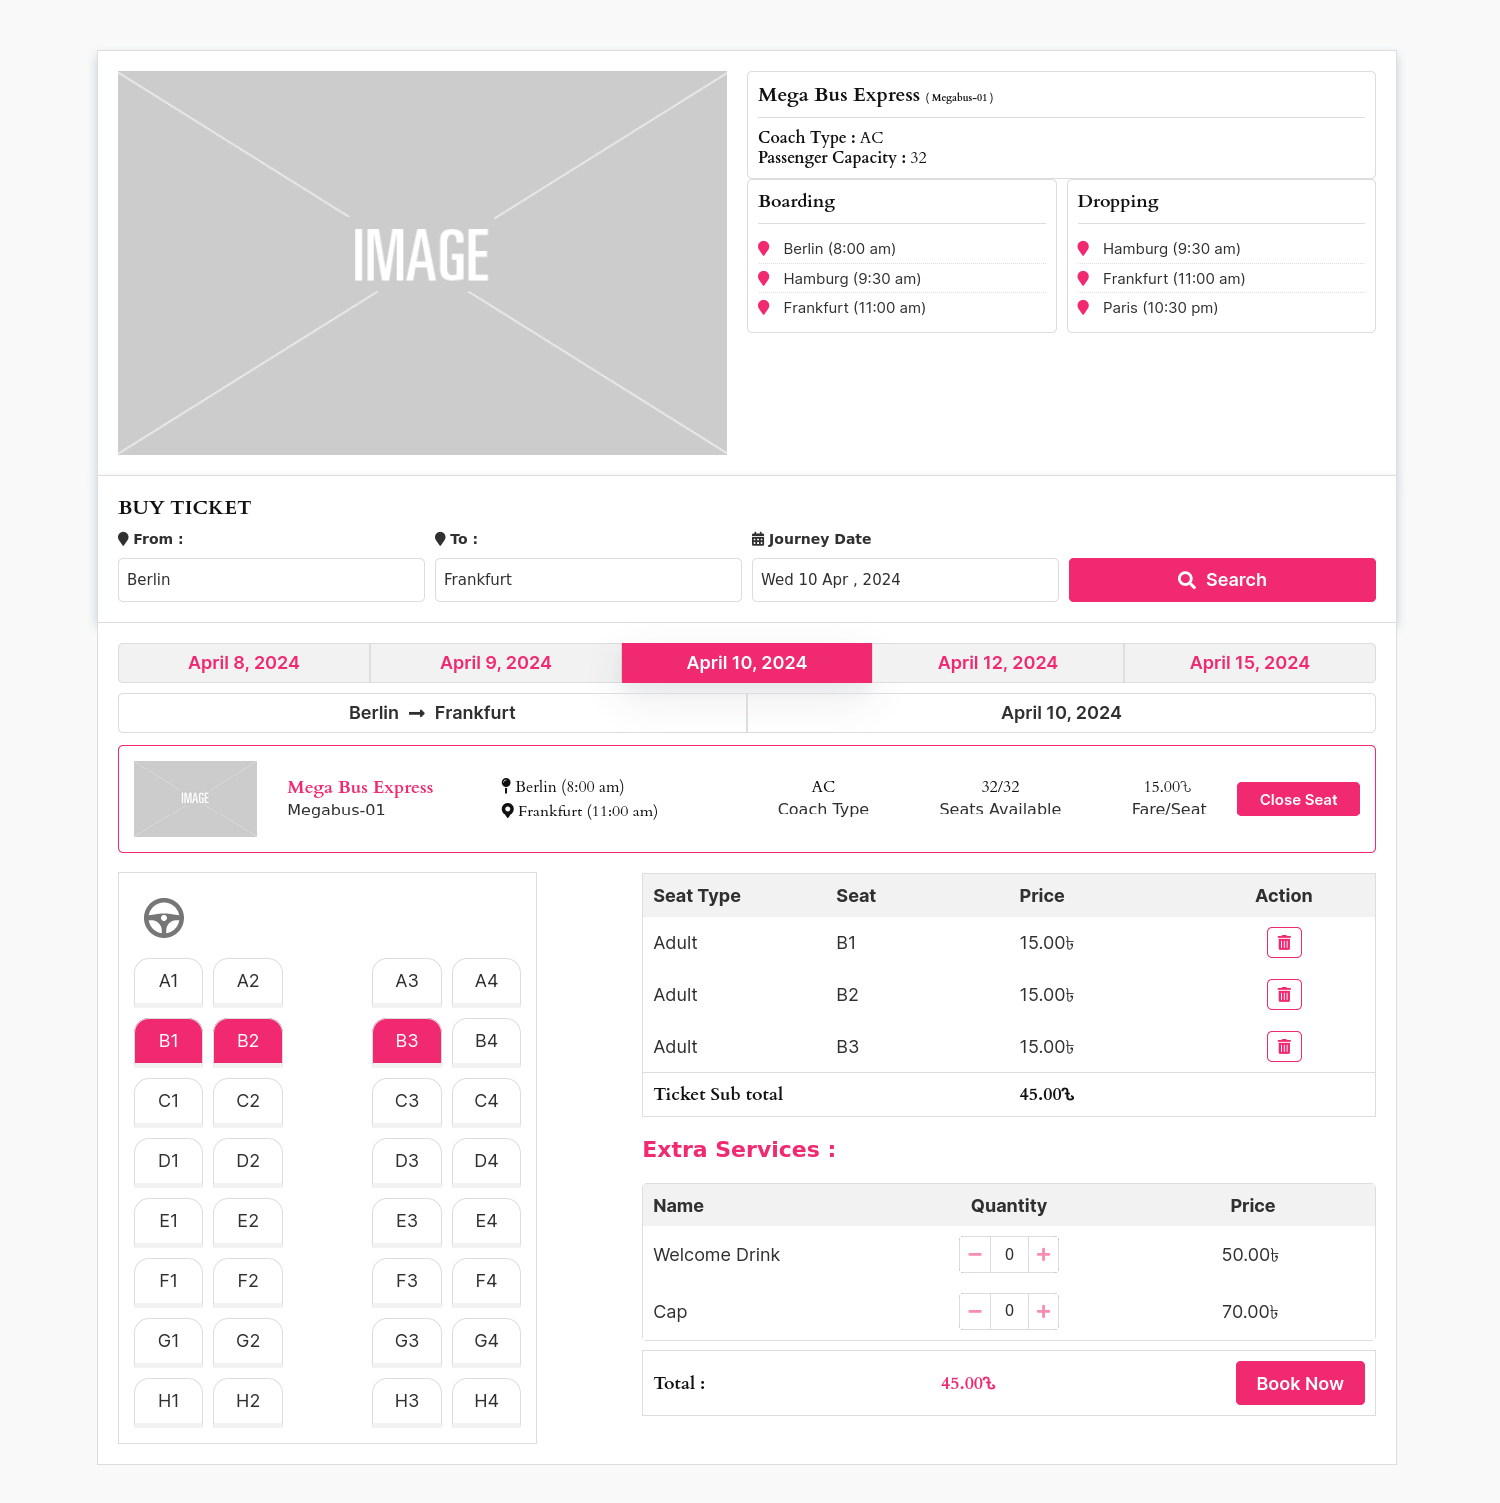 IMAGE
Mega Bus Express ( Megabus-01 )
Coach Type : AC
Passenger Capacity : 32
Boarding
Berlin (8:00 am)
Hamburg (9:30 am)
Frankfurt (11:00 am)
Dropping
Hamburg (9:30 am)
Frankfurt (11:00 am)
Paris (10:30 pm)
BUY TICKET
From :
To :
Journey Date
Berlin
Frankfurt
Wed 10 Apr , 2024
Search
April 8, 2024
April 9, 2024
April 10, 2024
April 12, 2024
April 15, 2024
Berlin → Frankfurt
April 10, 2024
IMAGE
Mega Bus Express
Megabus-01
Berlin (8:00 am)
Frankfurt (11:00 am)
AC
Coach Type
32/32
Seats Available
15.00৳
Fare/Seat
Close Seat
A1 A2 A3 A4
B1 B2 B3 B4
C1 C2 C3 C4
D1 D2 D3 D4
E1 E2 E3 E4
F1 F2 F3 F4
G1 G2 G3 G4
H1 H2 H3 H4
Seat Type Seat Price Action
Adult B1 15.00৳
Adult B2 15.00৳
Adult B3 15.00৳
Ticket Sub total 45.00৳
Extra Services :
Name Quantity Price
Welcome Drink − 0 + 50.00৳
Cap − 0 + 70.00৳
Total : 45.00৳ Book Now